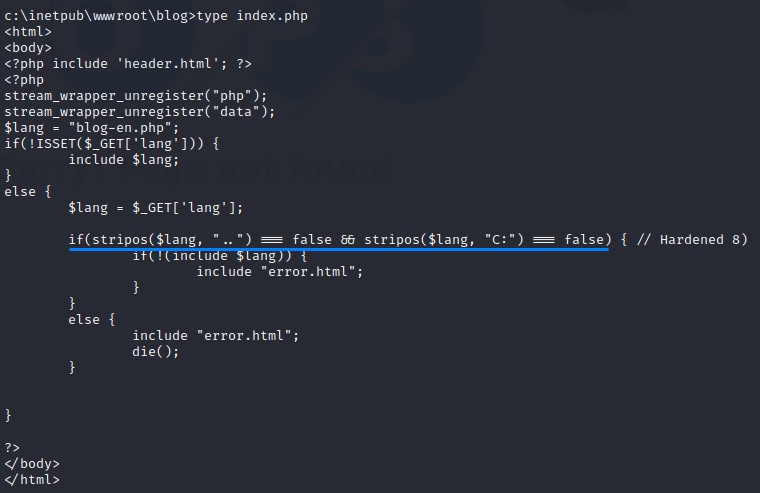 c:\inetpub\wwwroot\blog>type index.php
<html>
<body>
<?php include 'header.html'; ?>
<?php
stream_wrapper_unregister("php");
stream_wrapper_unregister("data");
$lang = "blog-en.php";
if(!ISSET($_GET['lang'])) {
        include $lang;
}
else {
        $lang = $_GET['lang'];

        if(stripos($lang, "..") === false && stripos($lang, "C:") === false) { // Hardened 8)
                if(!(include $lang)) {
                        include "error.html";
                }
        }
        else {
                include "error.html";
                die();
        }


}

?>
</body>
</html>